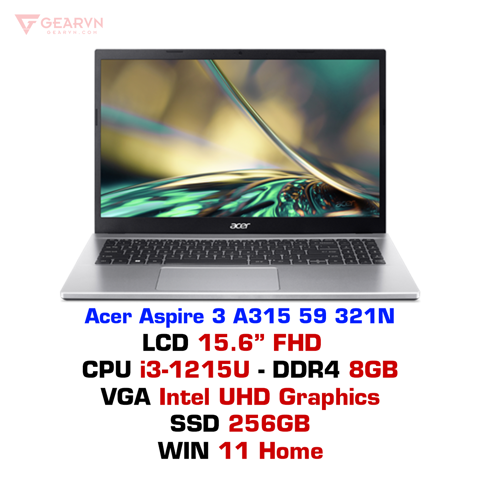 GEARVN
GEARVN.COM
acer
Acer Aspire 3 A315 59 321N
LCD 15.6” FHD
CPU i3-1215U - DDR4 8GB
VGA Intel UHD Graphics
SSD 256GB
WIN 11 Home